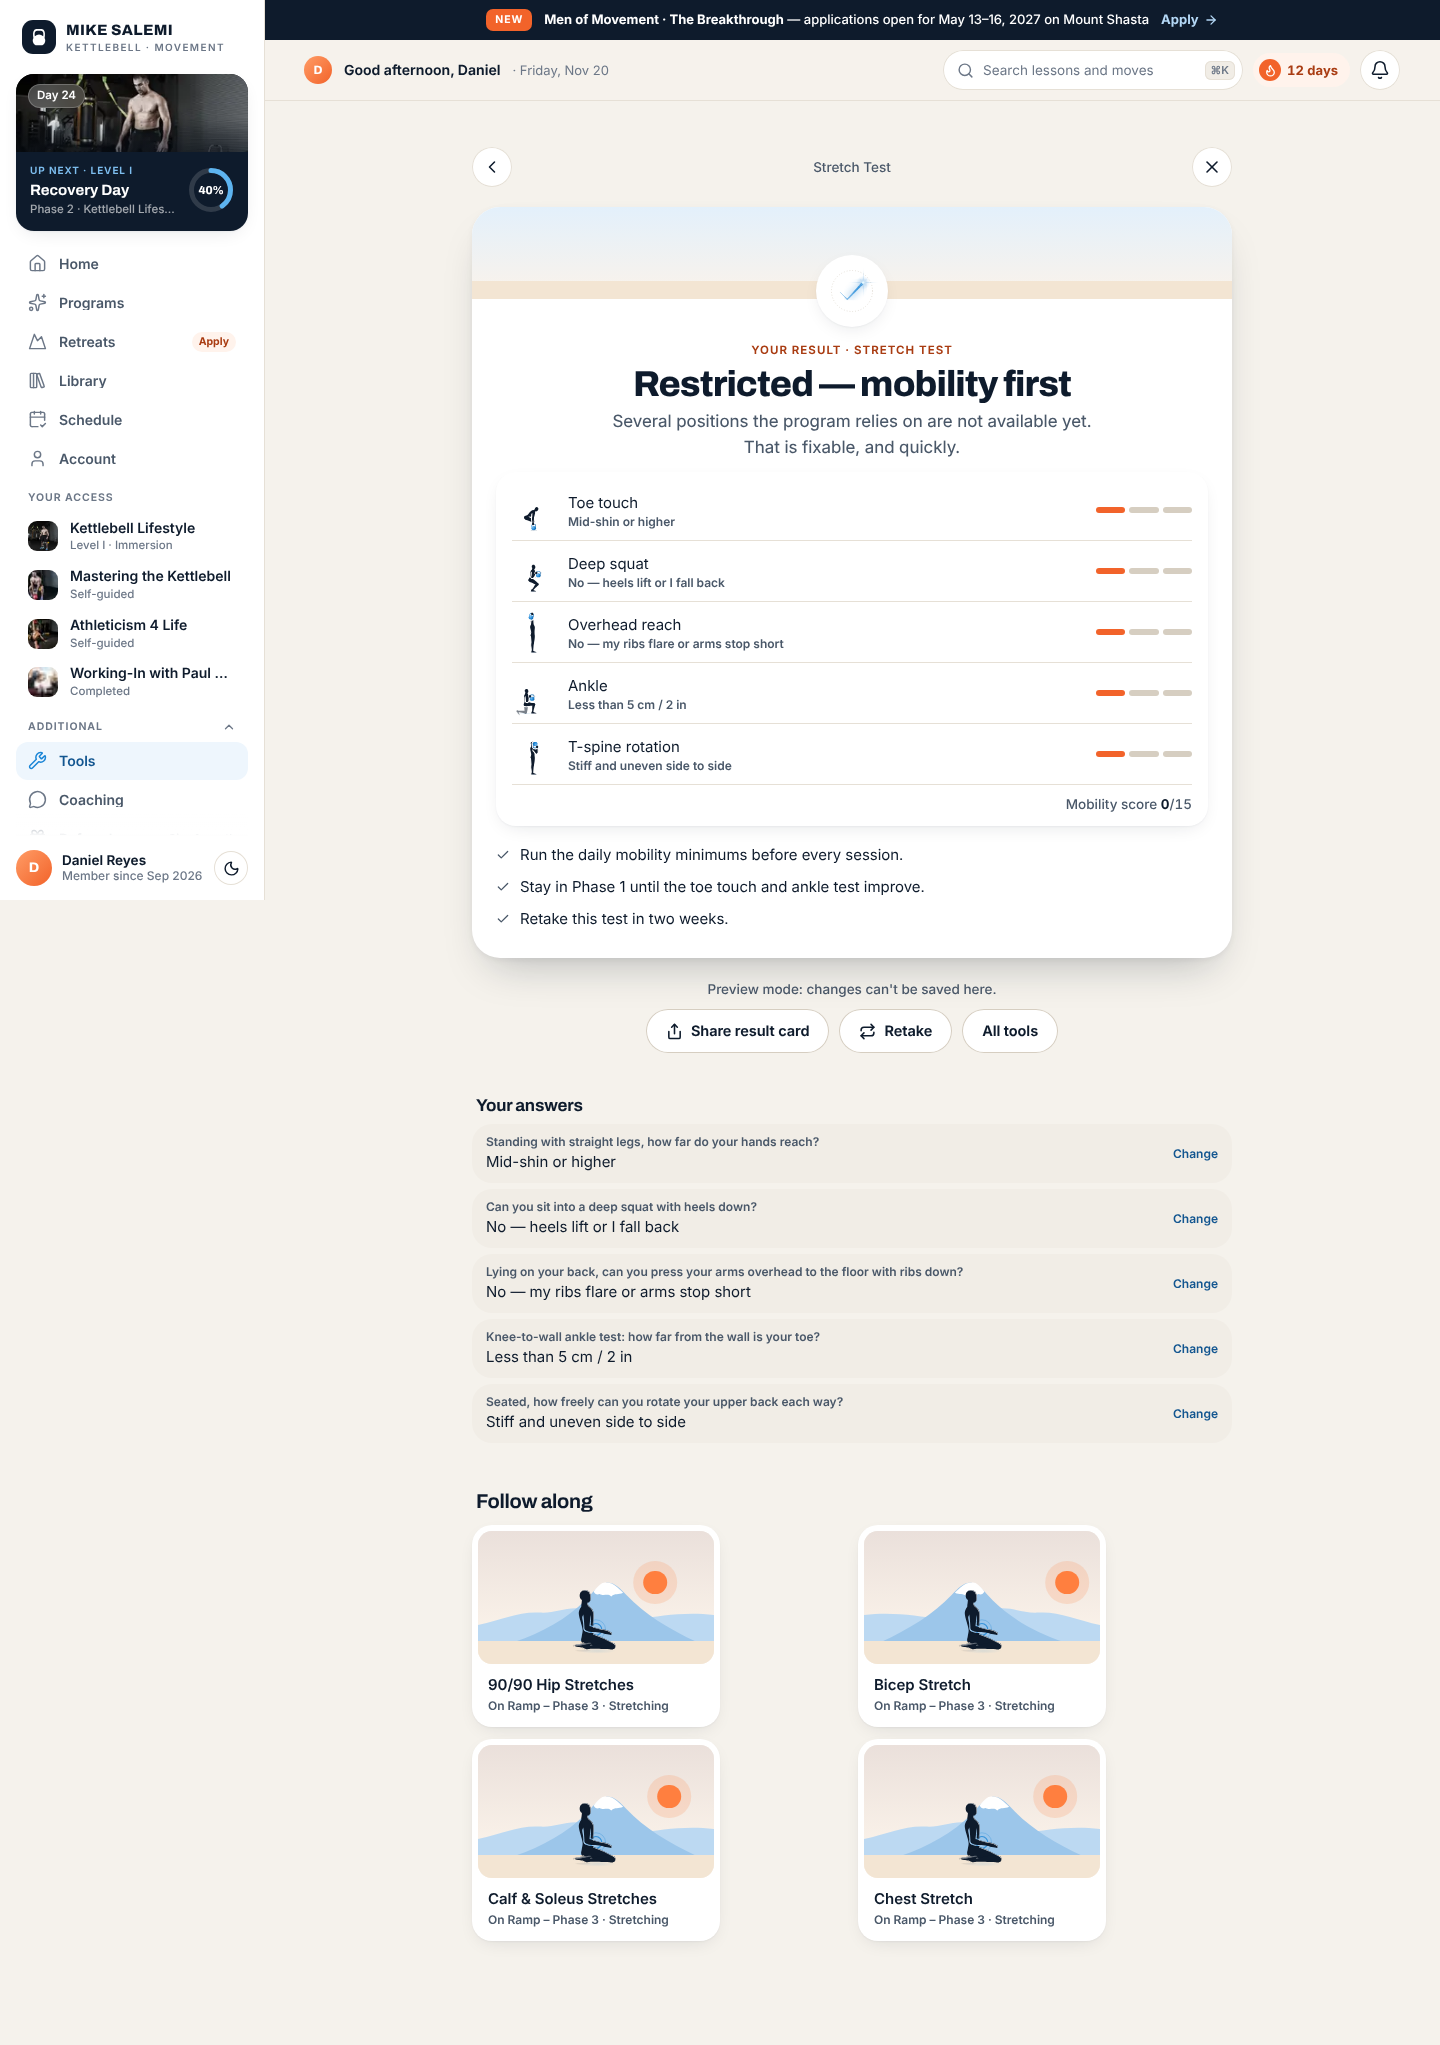 MIKE SALEMI
KETTLEBELL · MOVEMENT
Day 24
UP NEXT · LEVEL I
Recovery Day
Phase 2 · Kettlebell Lifes...
40%
Home
Programs
Retreats
Apply
Library
Schedule
Account
YOUR ACCESS
Kettlebell Lifestyle
Level I · Immersion
Mastering the Kettlebell
Self-guided
Athleticism 4 Life
Self-guided
Working-In with Paul ...
Completed
ADDITIONAL
Tools
Coaching
D
Daniel Reyes
Member since Sep 2026
NEW Men of Movement · The Breakthrough — applications open for May 13–16, 2027 on Mount Shasta Apply →
D Good afternoon, Daniel · Friday, Nov 20
Search lessons and moves ⌘K
12 days
Stretch Test
YOUR RESULT · STRETCH TEST
Restricted — mobility first
Several positions the program relies on are not available yet.
That is fixable, and quickly.
Toe touch
Mid-shin or higher
Deep squat
No — heels lift or I fall back
Overhead reach
No — my ribs flare or arms stop short
Ankle
Less than 5 cm / 2 in
T-spine rotation
Stiff and uneven side to side
Mobility score 0/15
Run the daily mobility minimums before every session.
Stay in Phase 1 until the toe touch and ankle test improve.
Retake this test in two weeks.
Preview mode: changes can't be saved here.
Share result card
Retake
All tools
Your answers
Standing with straight legs, how far do your hands reach?
Mid-shin or higher
Change
Can you sit into a deep squat with heels down?
No — heels lift or I fall back
Change
Lying on your back, can you press your arms overhead to the floor with ribs down?
No — my ribs flare or arms stop short
Change
Knee-to-wall ankle test: how far from the wall is your toe?
Less than 5 cm / 2 in
Change
Seated, how freely can you rotate your upper back each way?
Stiff and uneven side to side
Change
Follow along
90/90 Hip Stretches
On Ramp – Phase 3 · Stretching
Bicep Stretch
On Ramp – Phase 3 · Stretching
Calf & Soleus Stretches
On Ramp – Phase 3 · Stretching
Chest Stretch
On Ramp – Phase 3 · Stretching